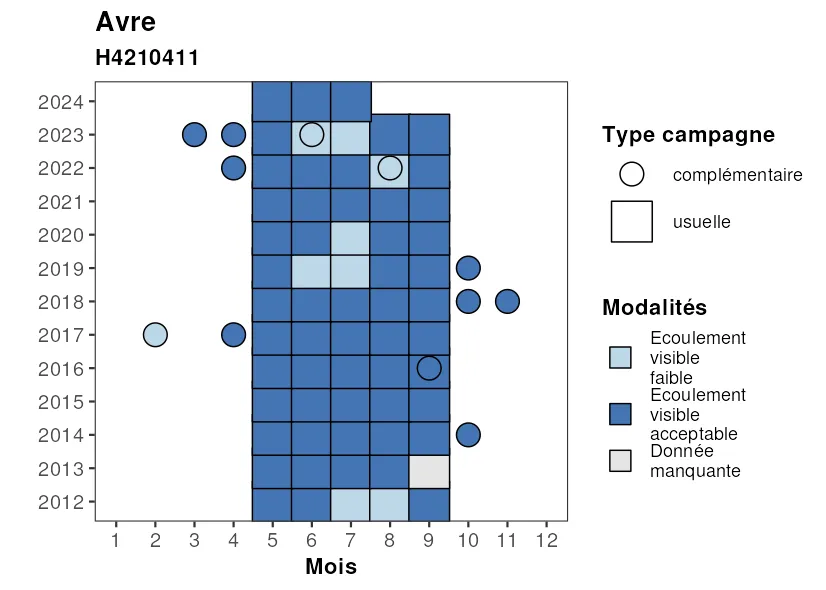 Avre
H4210411
2024
2023
2022
2021
2020
2019
2018
2017
2016
2015
2014
2013
2012
1 2 3 4 5 6 7 8 9 10 11 12
Mois
Type campagne
complémentaire
usuelle
Modalités
Ecoulement
visible
faible
Ecoulement
visible
acceptable
Donnée
manquante